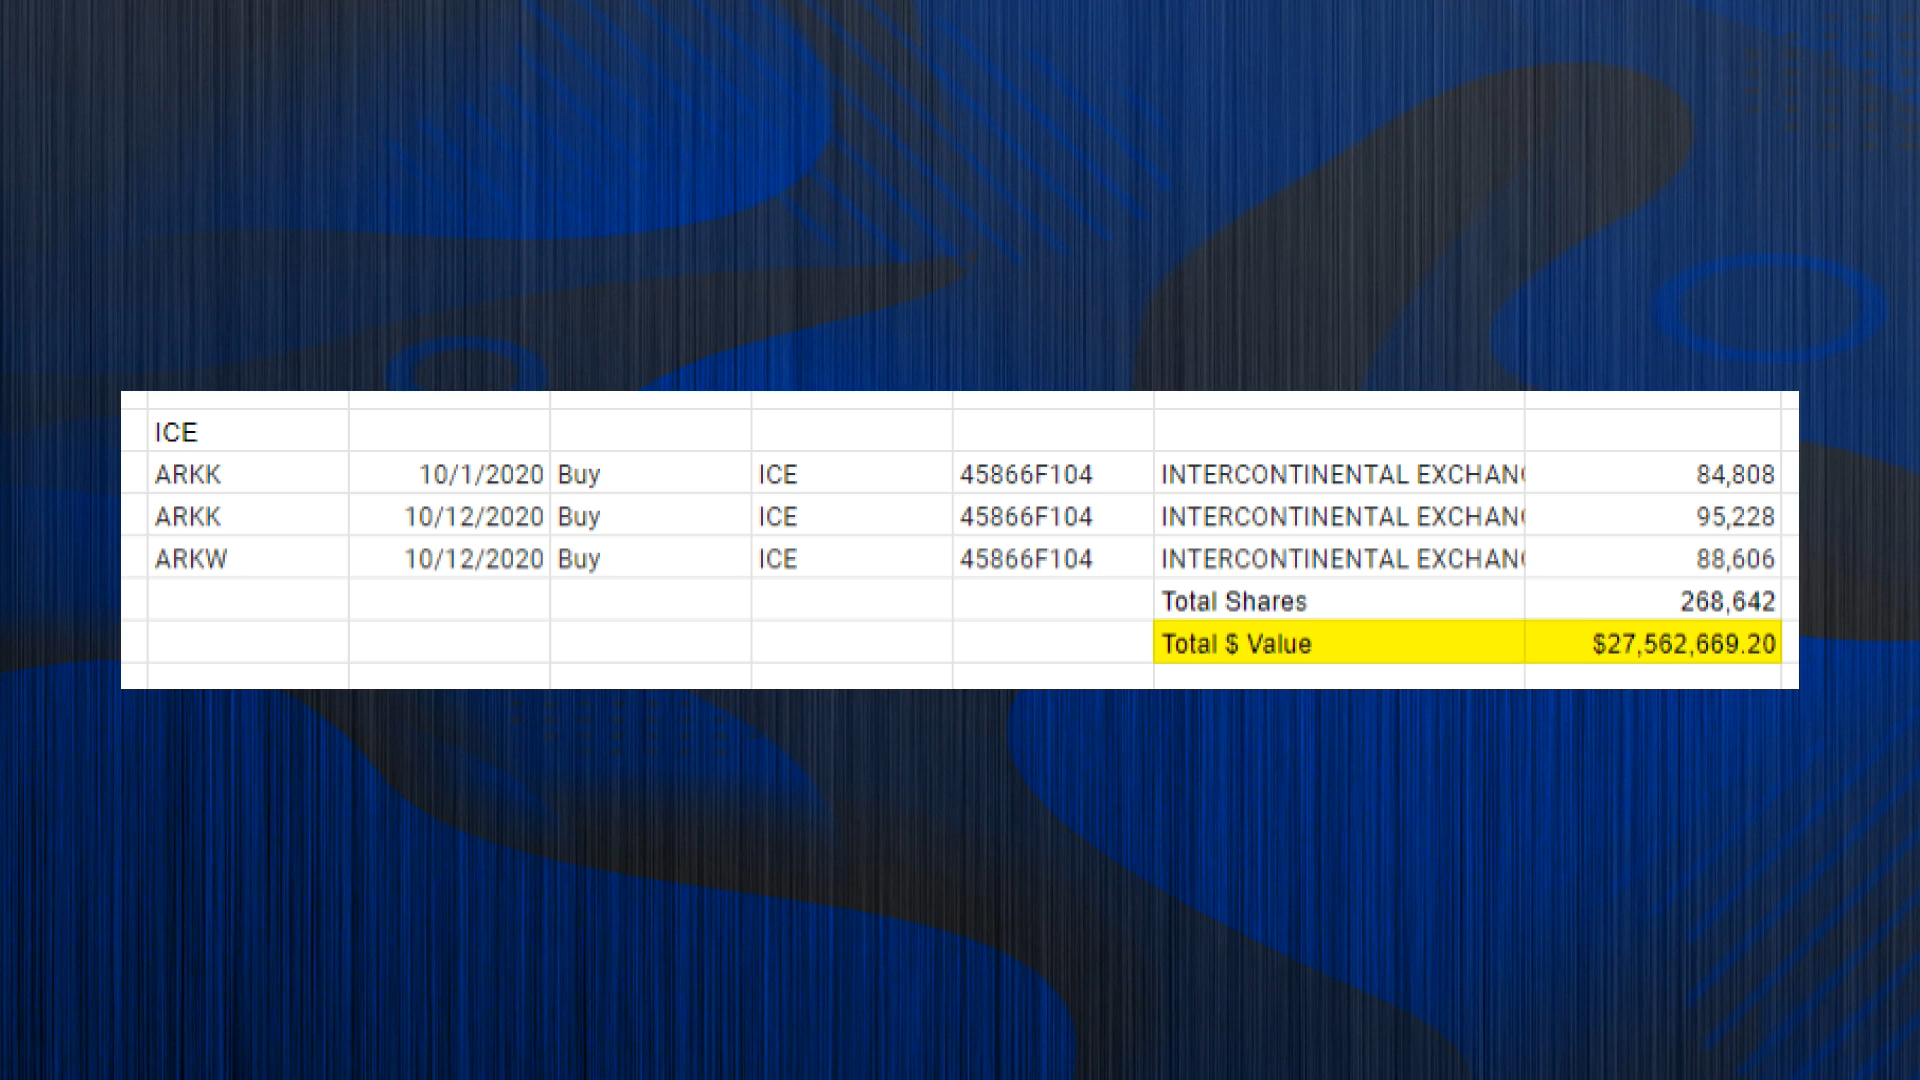 ICE
ARKK 10/1/2020 Buy ICE 45866F104 INTERCONTINENTAL EXCHAN 84,808
ARKK 10/12/2020 Buy ICE 45866F104 INTERCONTINENTAL EXCHAN 95,228
ARKW 10/12/2020 Buy ICE 45866F104 INTERCONTINENTAL EXCHAN 88,606
Total Shares 268,642
Total $ Value $27,562,669.20